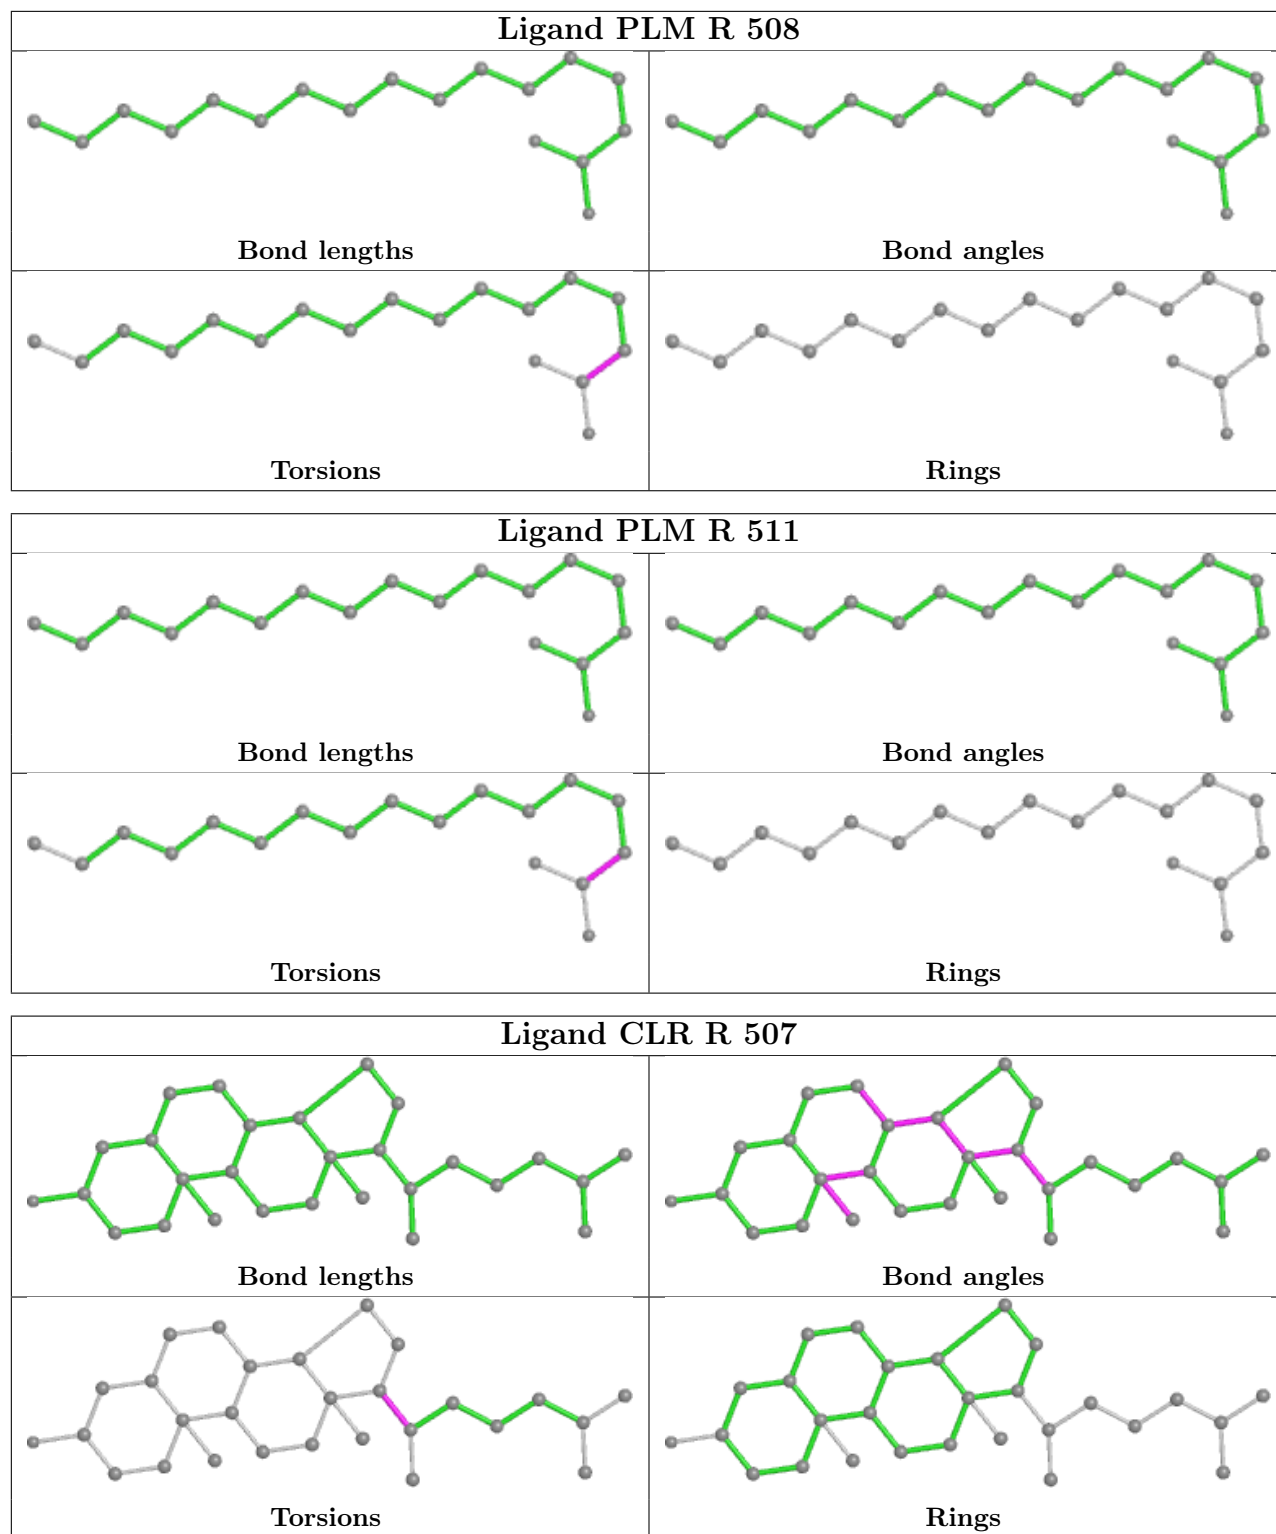 Ligand PLM R 508
Bond lengths
Bond angles
Torsions
Rings
Ligand PLM R 511
Bond lengths
Bond angles
Torsions
Rings
Ligand CLR R 507
Bond lengths
Bond angles
Torsions
Rings